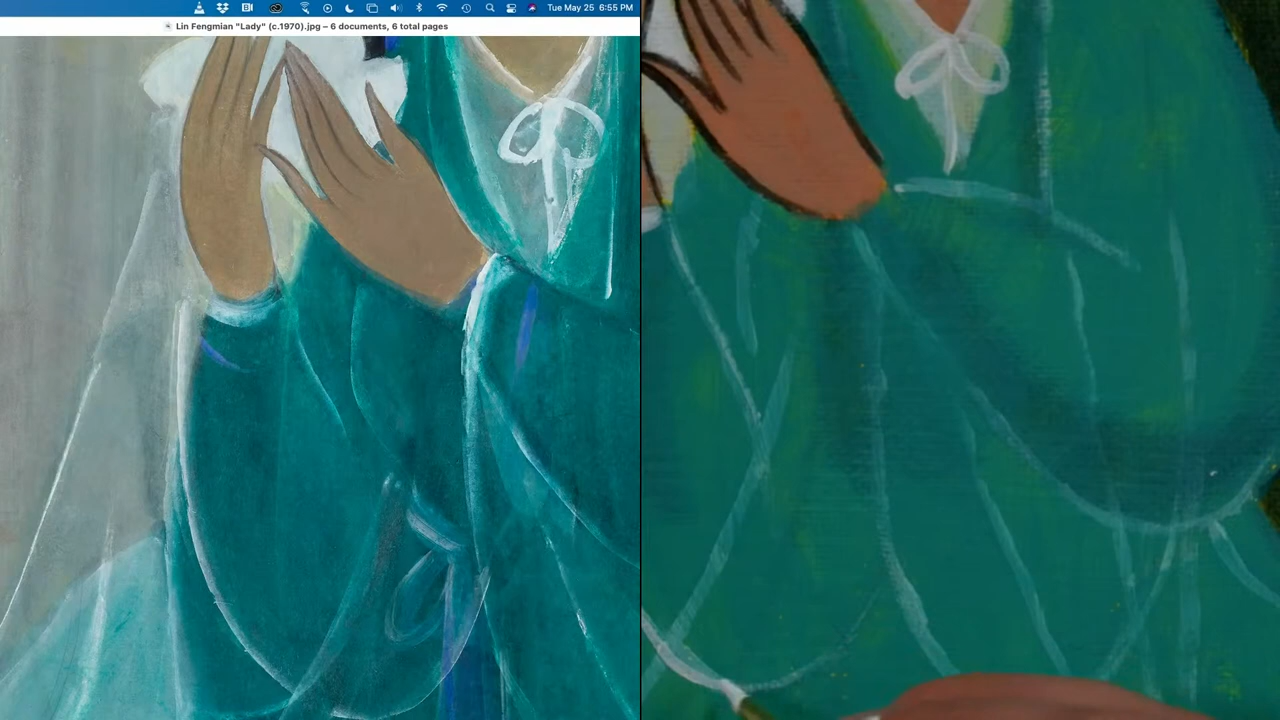 Tue May 25 6:55 PM
Lin Fengmian "Lady" (c.1970).jpg – 6 documents, 6 total pages